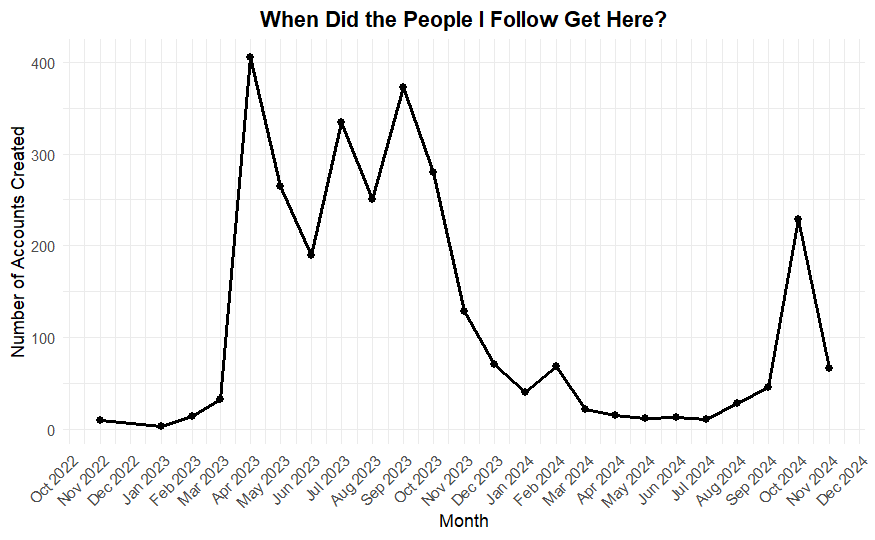 When Did the People I Follow Get Here?
Number of Accounts Created
400
300
200
100
0
Oct 2022
Nov 2022
Dec 2022
Jan 2023
Feb 2023
Mar 2023
Apr 2023
May 2023
Jun 2023
Jul 2023
Aug 2023
Sep 2023
Oct 2023
Nov 2023
Dec 2023
Jan 2024
Feb 2024
Mar 2024
Apr 2024
May 2024
Jun 2024
Jul 2024
Aug 2024
Sep 2024
Oct 2024
Nov 2024
Dec 2024
Month